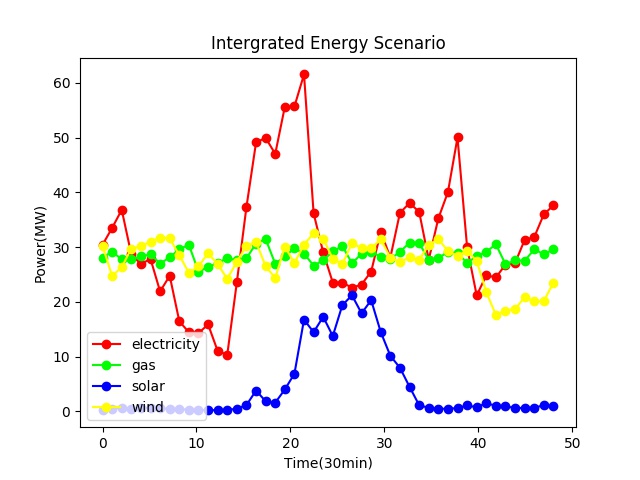 Intergrated Energy Scenario
Power(MW)
60
50
40
30
20
10
0
electricity
gas
solar
wind
0 10 20 30 40 50
Time(30min)